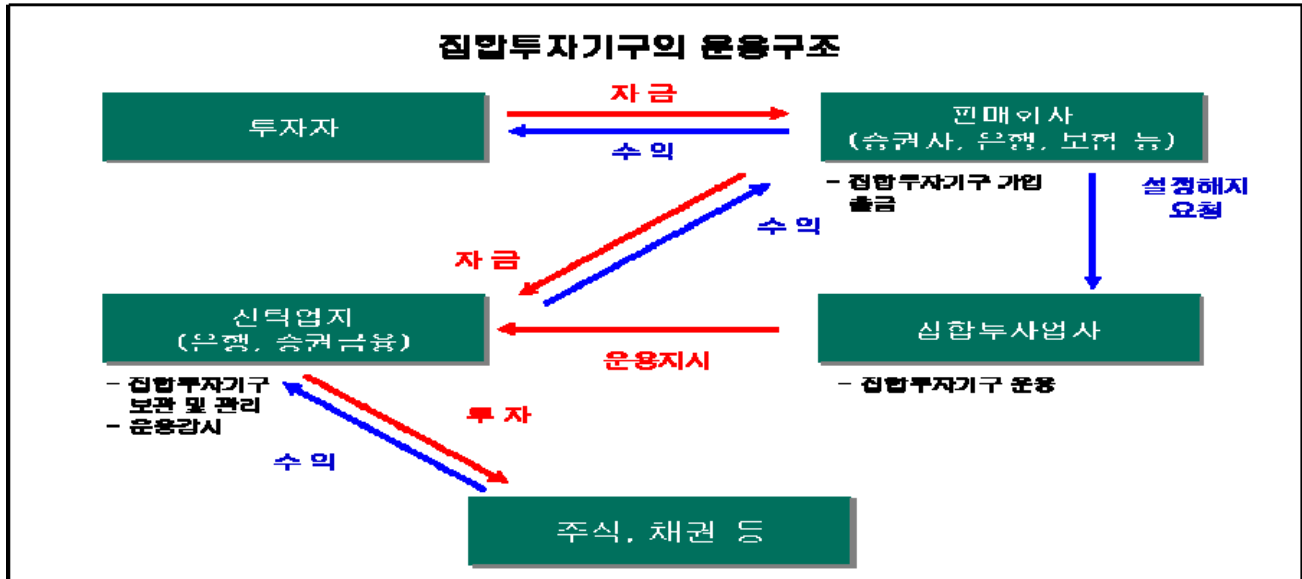 집합투자기구의 운용구조
투자자
자 금
수 익
판매회사
(증권사, 은행, 보험 등)
- 집합투자기구 가입
출금
설정해지
요청
자 금
수 익
신탁업자
(은행, 증권금융)
- 집합투자기구
보관 및 관리
- 운용감시
운용지시
집합투자업자
- 집합투자기구 운용
투 자
수 익
주식, 채권 등